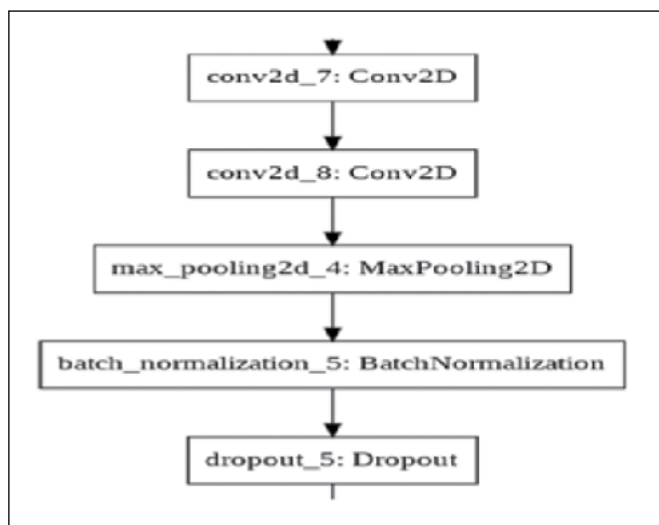 conv2d_7: Conv2D
conv2d_8: Conv2D
max_pooling2d_4: MaxPooling2D
batch_normalization_5: BatchNormalization
dropout_5: Dropout